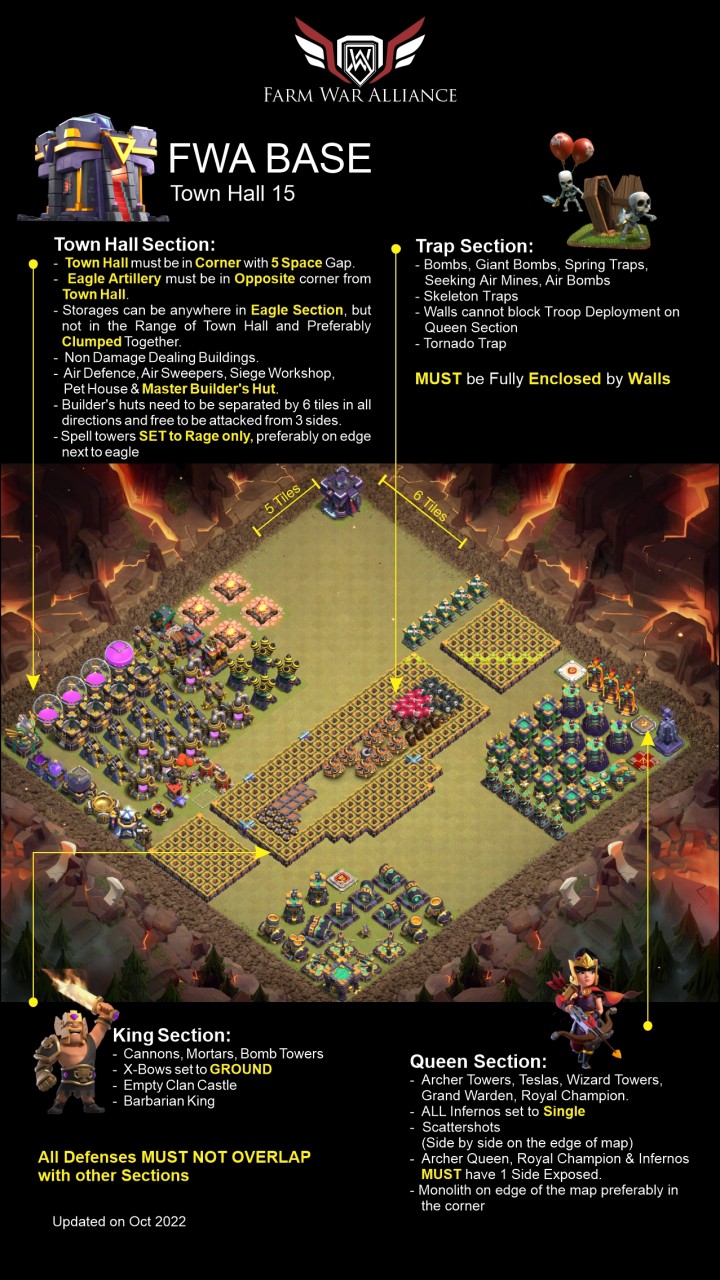 FARM WAR ALLIANCE
FWA BASE
Town Hall 15
Town Hall Section:
- Town Hall must be in Corner with 5 Space Gap.
- Eagle Artillery must be in Opposite corner from
Town Hall.
- Storages can be anywhere in Eagle Section, but
not in the Range of Town Hall and Preferably
Clumped Together.
- Non Damage Dealing Buildings.
- Air Defence, Air Sweepers, Siege Workshop,
Pet House & Master Builder's Hut.
- Builder's huts need to be separated by 6 tiles in all
directions and free to be attacked from 3 sides.
- Spell towers SET to Rage only, preferably on edge
next to eagle
Trap Section:
- Bombs, Giant Bombs, Spring Traps,
Seeking Air Mines, Air Bombs
- Skeleton Traps
- Walls cannot block Troop Deployment on
Queen Section
- Tornado Trap
MUST be Fully Enclosed by Walls
5 Tiles
6 Tiles
King Section:
- Cannons, Mortars, Bomb Towers
- X-Bows set to GROUND
- Empty Clan Castle
- Barbarian King
All Defenses MUST NOT OVERLAP
with other Sections
Updated on Oct 2022
Queen Section:
- Archer Towers, Teslas, Wizard Towers,
Grand Warden, Royal Champion.
- ALL Infernos set to Single
- Scattershots
(Side by side on the edge of map)
- Archer Queen, Royal Champion & Infernos
MUST have 1 Side Exposed.
- Monolith on edge of the map preferably in
the corner